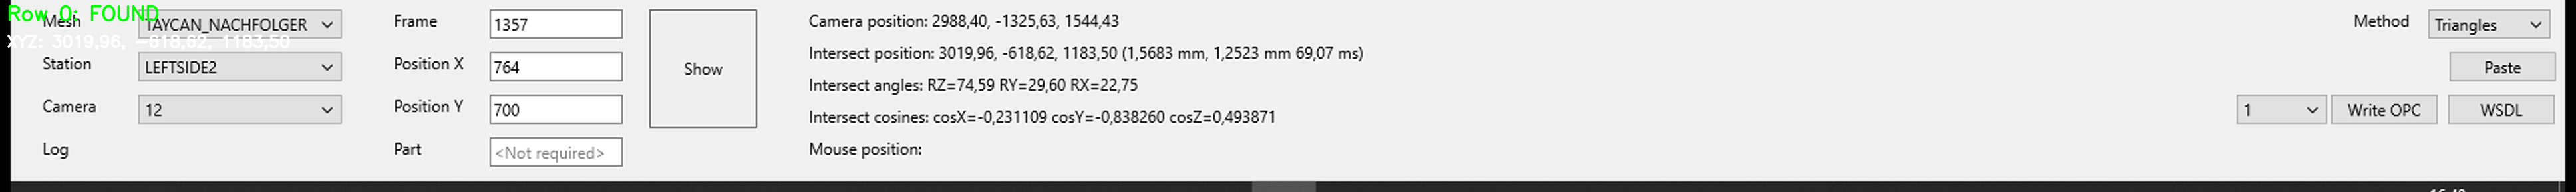 Row 0: FOUND
XYZ: 3019,96, -618,62, 1183,50
Mesh TAYCAN_NACHFOLGER
Station LEFTSIDE2
Camera 12
Log
Frame 1357
Position X 764
Position Y 700
Part <Not required>
Show
Camera position: 2988,40, -1325,63, 1544,43
Intersect position: 3019,96, -618,62, 1183,50 (1,5683 mm, 1,2523 mm 69,07 ms)
Intersect angles: RZ=74,59 RY=29,60 RX=22,75
Intersect cosines: cosX=-0,231109 cosY=-0,838260 cosZ=0,493871
Mouse position:
Method Triangles
Paste
1 Write OPC WSDL